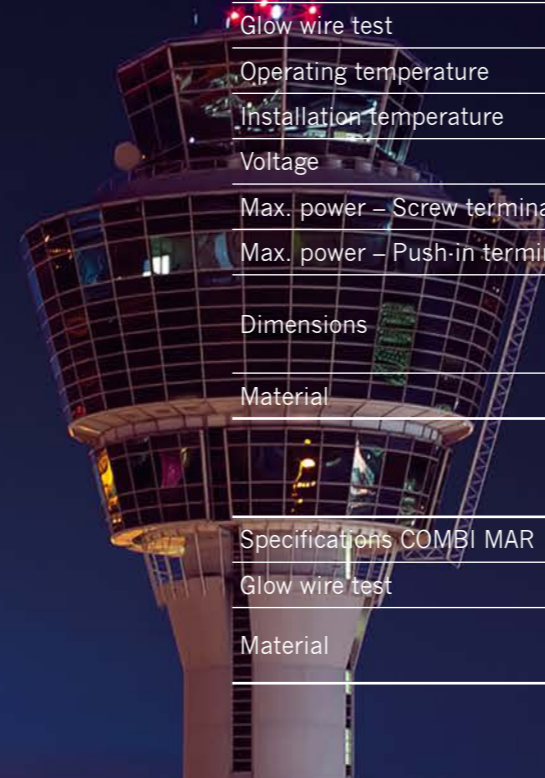 Glow wire test
Operating temperature
Installation temperature
Voltage
Max. power – Screw termina
Max. power – Push-in termi
Dimensions
Material
Specifications COMBI MAR
Glow wire test
Material